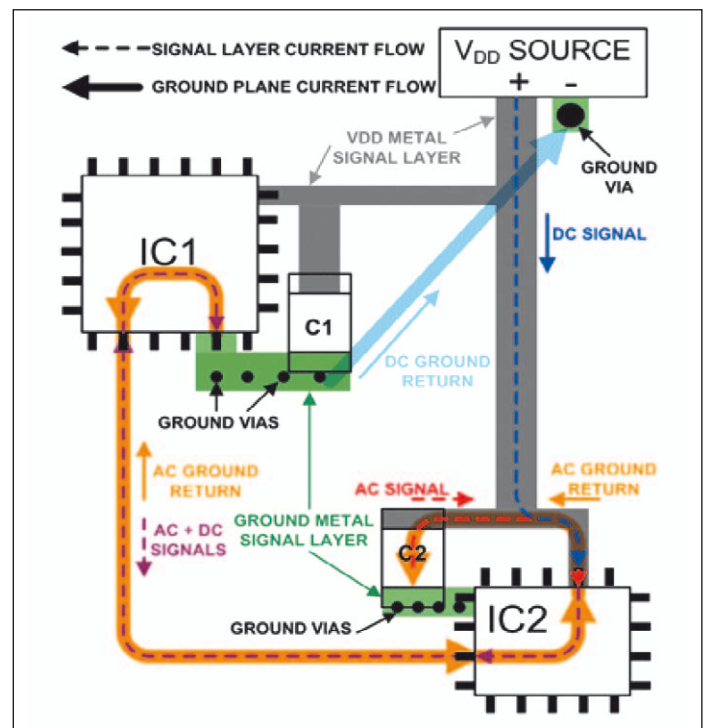 SIGNAL LAYER CURRENT FLOW
GROUND PLANE CURRENT FLOW
VDD SOURCE
+ -
VDD METAL
SIGNAL LAYER
GROUND
VIA
IC1
DC SIGNAL
C1
DC GROUND
RETURN
GROUND VIAS
AC GROUND
RETURN
AC SIGNAL
AC GROUND
RETURN
AC + DC
SIGNALS
GROUND METAL
SIGNAL LAYER
C2
GROUND VIAS
IC2